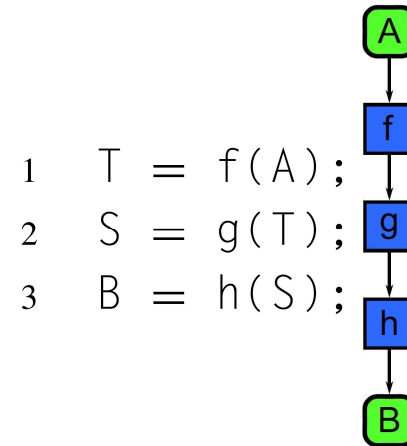 A
f
1 T = f(A);
g
2 S = g(T);
3 B = h(S);
h
B